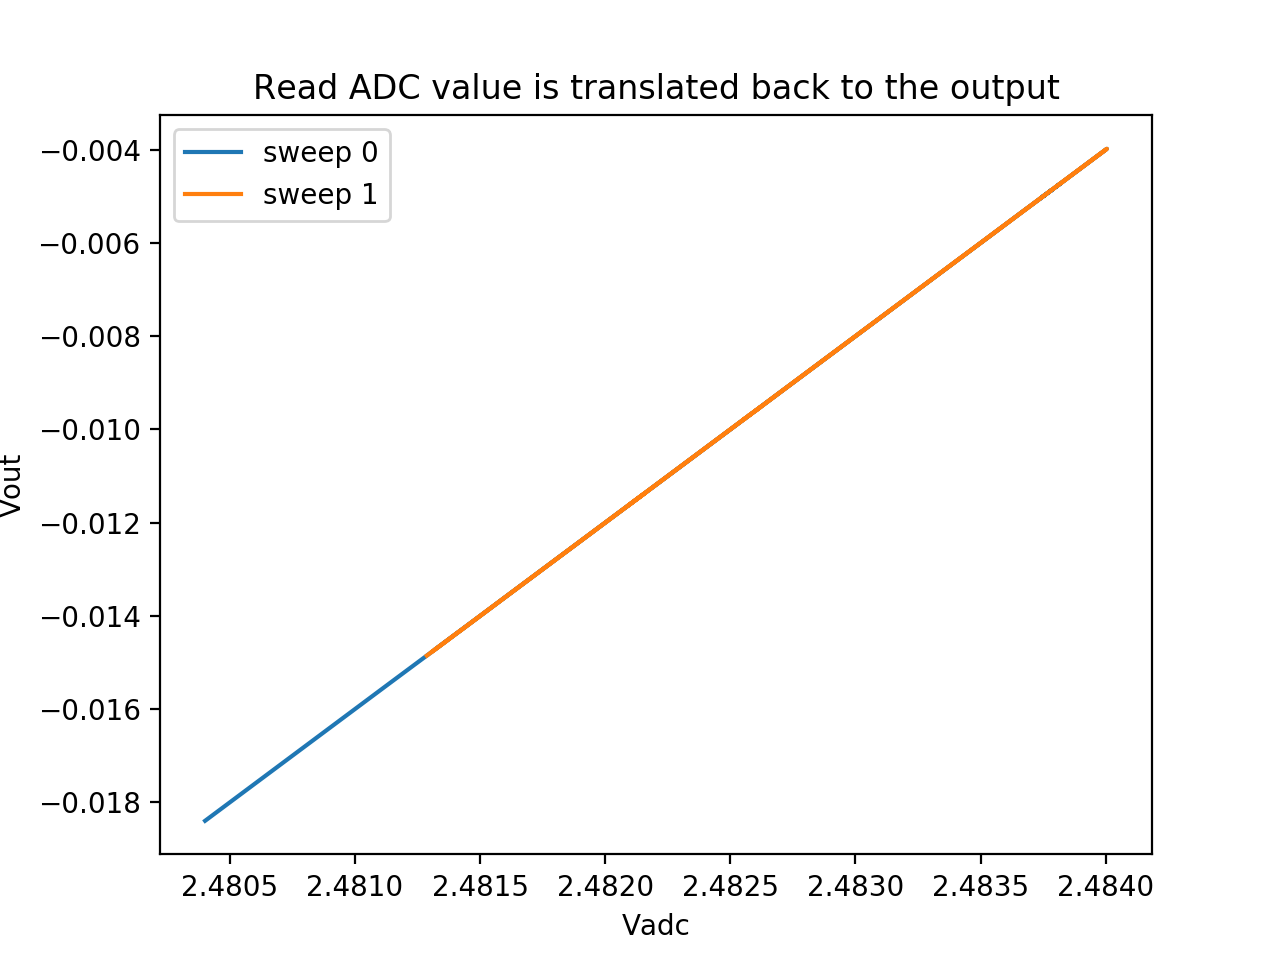 Read ADC value is translated back to the output
sweep 0
sweep 1
−0.004
−0.006
−0.008
−0.010
−0.012
−0.014
−0.016
−0.018
Vout
2.4805 2.4810 2.4815 2.4820 2.4825 2.4830 2.4835 2.4840
Vadc